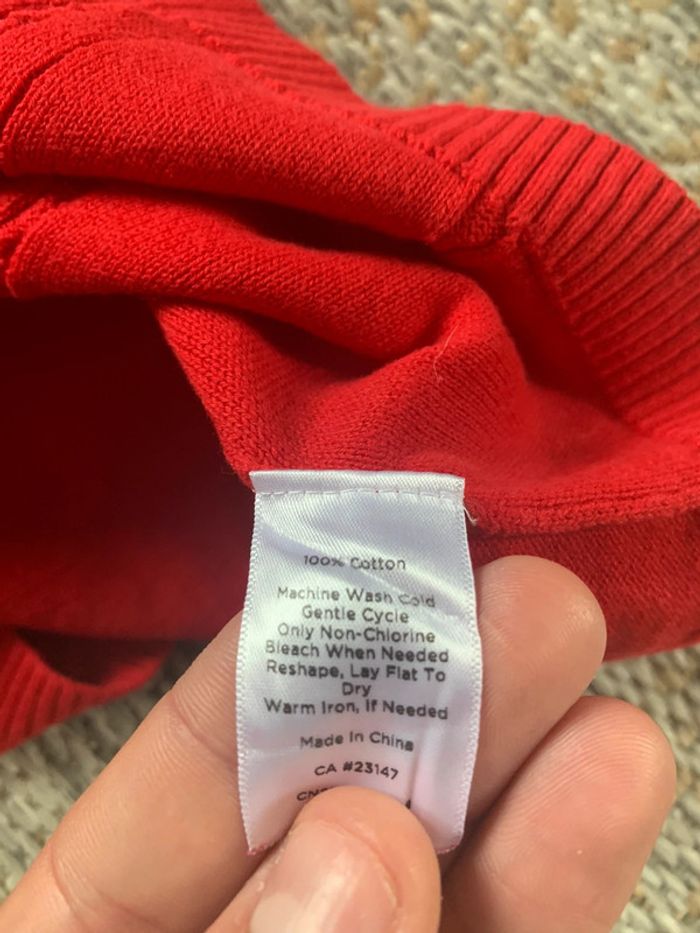 100% Cotton
Machine Wash Cold
Gentle Cycle
Only Non-Chlorine
Bleach When Needed
Reshape, Lay Flat To
Dry
Warm Iron, If Needed
Made In China
CA #23147